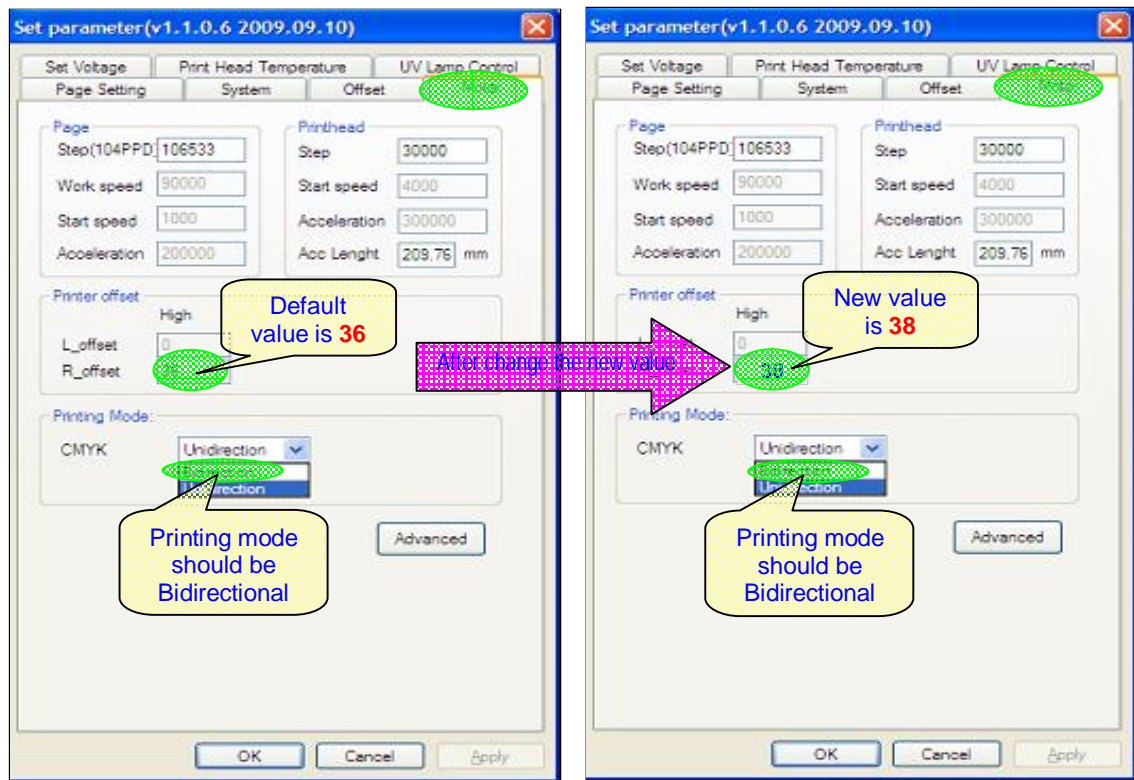 Set parameter(v1.1.0.6 2009.09.10)
Set Voltage Print Head Temperature UV Lamp Control
Page Setting System Offset Motor
Page
Step(104PPD) 106533
Work speed 90000
Start speed 1000
Acceleration 200000
Printhead
Step 30000
Start speed 4000
Acceleration 300000
Acc Lenght 209.76 mm
Printer offset
High
L_offset 0
R_offset 36
Default
value is 36
Printing Mode:
CMYK Unidirection
Bidirection
Unidirection
Printing mode
should be
Bidirectional
Advanced
OK Cancel Apply
After change the new value
Set parameter(v1.1.0.6 2009.09.10)
Set Voltage Print Head Temperature UV Lamp Control
Page Setting System Offset Motor
Page
Step(104PPD) 106533
Work speed 90000
Start speed 1000
Acceleration 200000
Printhead
Step 30000
Start speed 4000
Acceleration 300000
Acc Lenght 209.76 mm
Printer offset
High
0
38
New value
is 38
Printing Mode:
CMYK Unidirection
Bidirection
Unidirection
Printing mode
should be
Bidirectional
Advanced
OK Cancel Apply